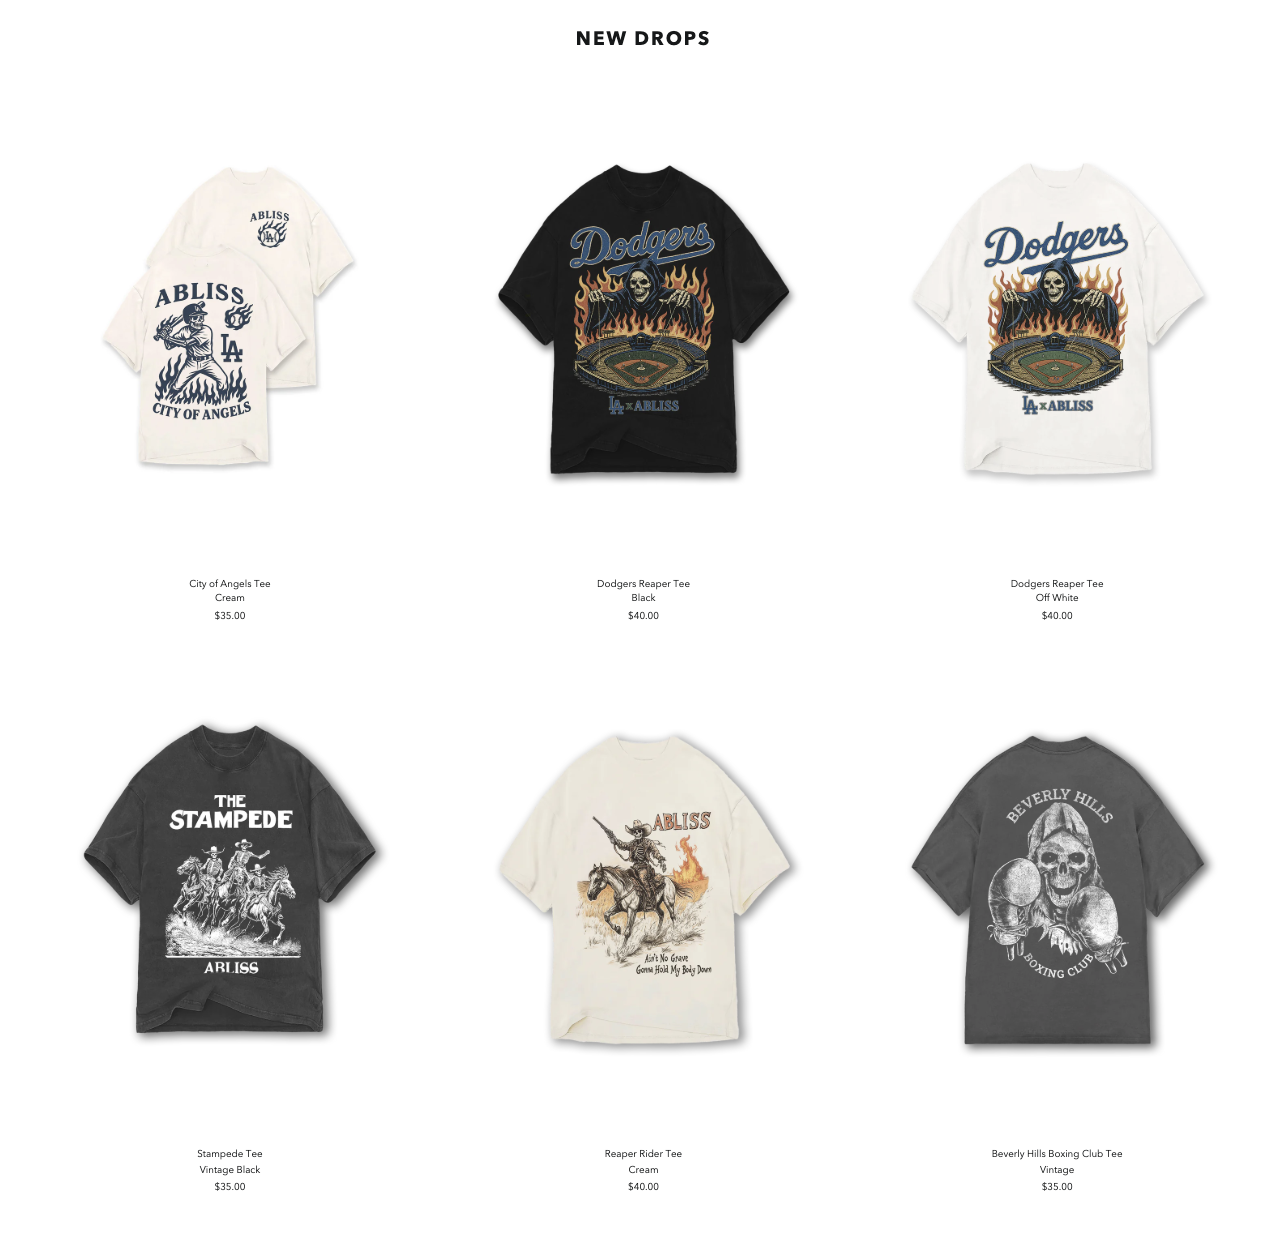 NEW DROPS
ABLISS
LA
ABLISS
LA
CITY OF ANGELS
Dodgers
LA x ABLISS
Dodgers
LA x ABLISS
City of Angels Tee
Cream
$35.00
Dodgers Reaper Tee
Black
$40.00
Dodgers Reaper Tee
Off White
$40.00
THE
STAMPEDE
ABLISS
ABLISS
Ain't No Grave
Gonna Hold My Body Down
BEVERLY HILLS
BOXING CLUB
Stampede Tee
Vintage Black
$35.00
Reaper Rider Tee
Cream
$40.00
Beverly Hills Boxing Club Tee
Vintage
$35.00